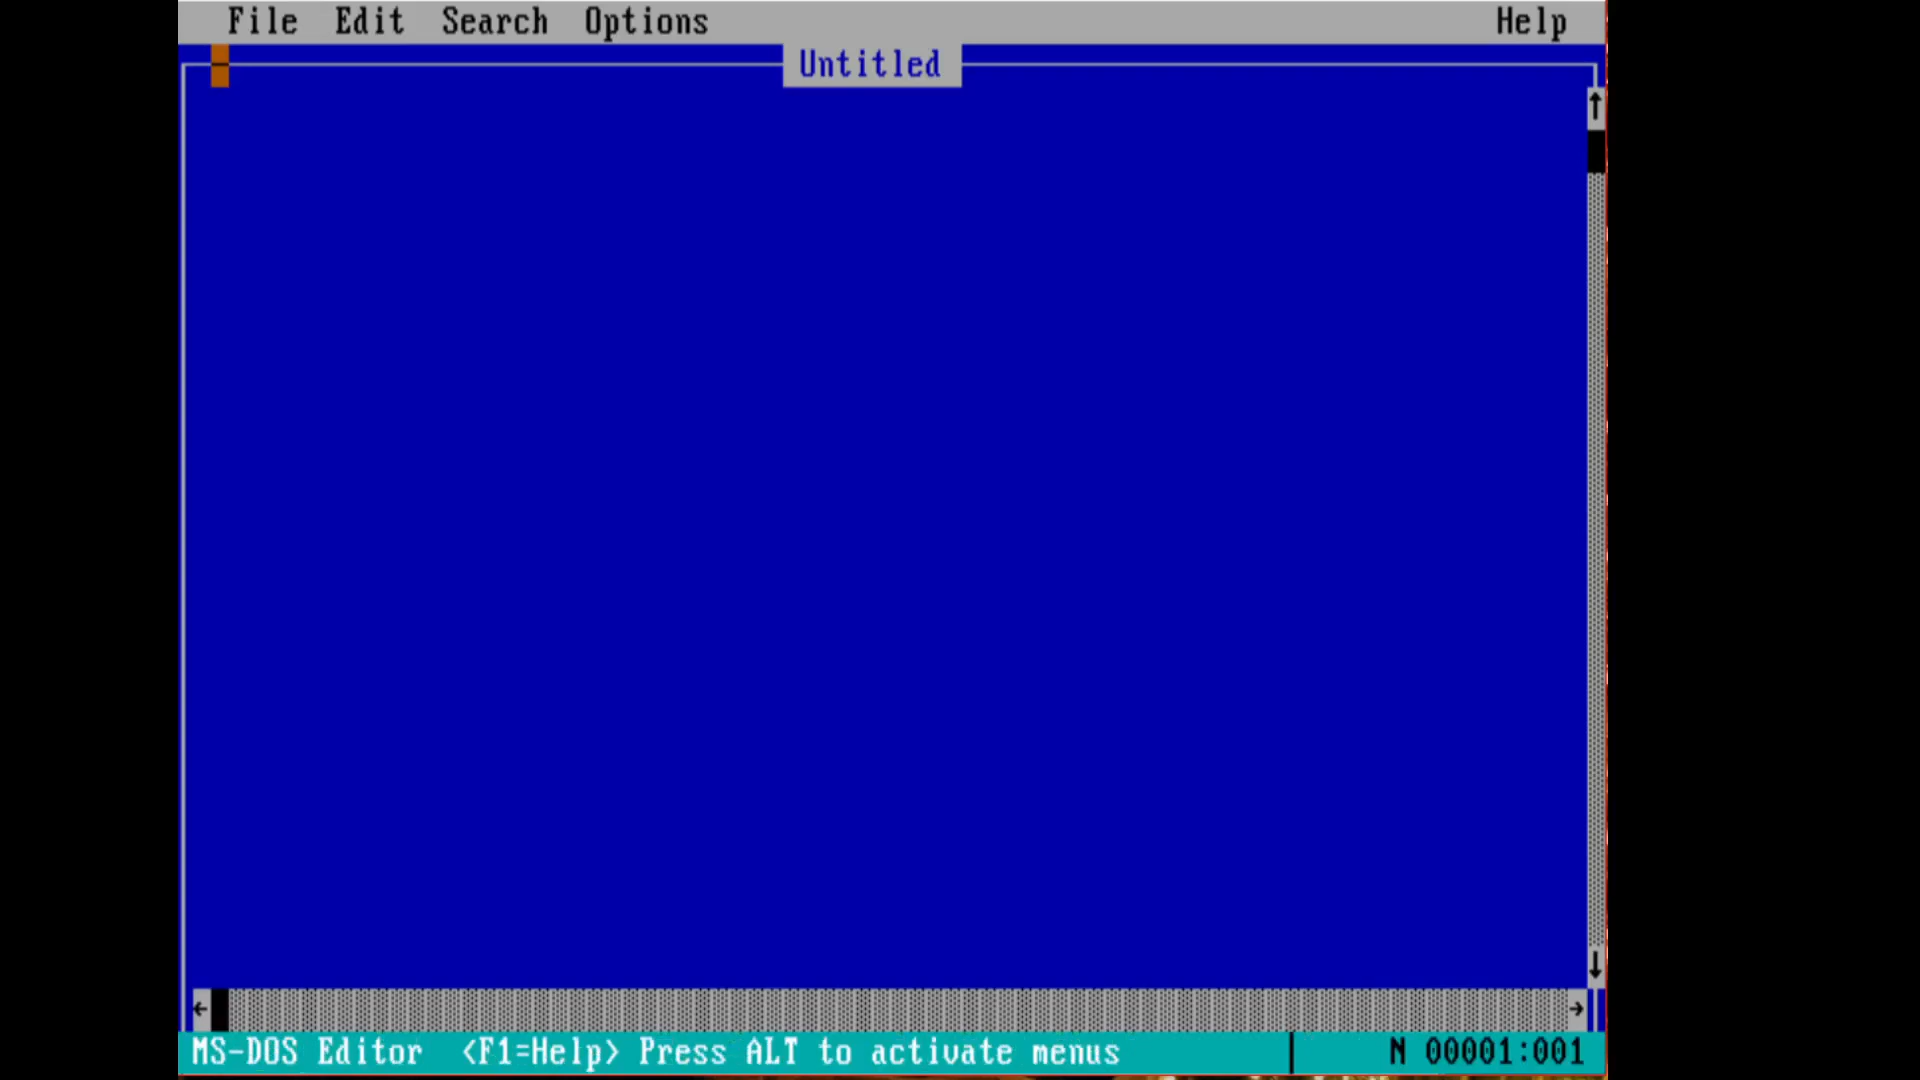 File Edit Search Options Help
Untitled
MS-DOS Editor <F1=Help> Press ALT to activate menus N 00001:001